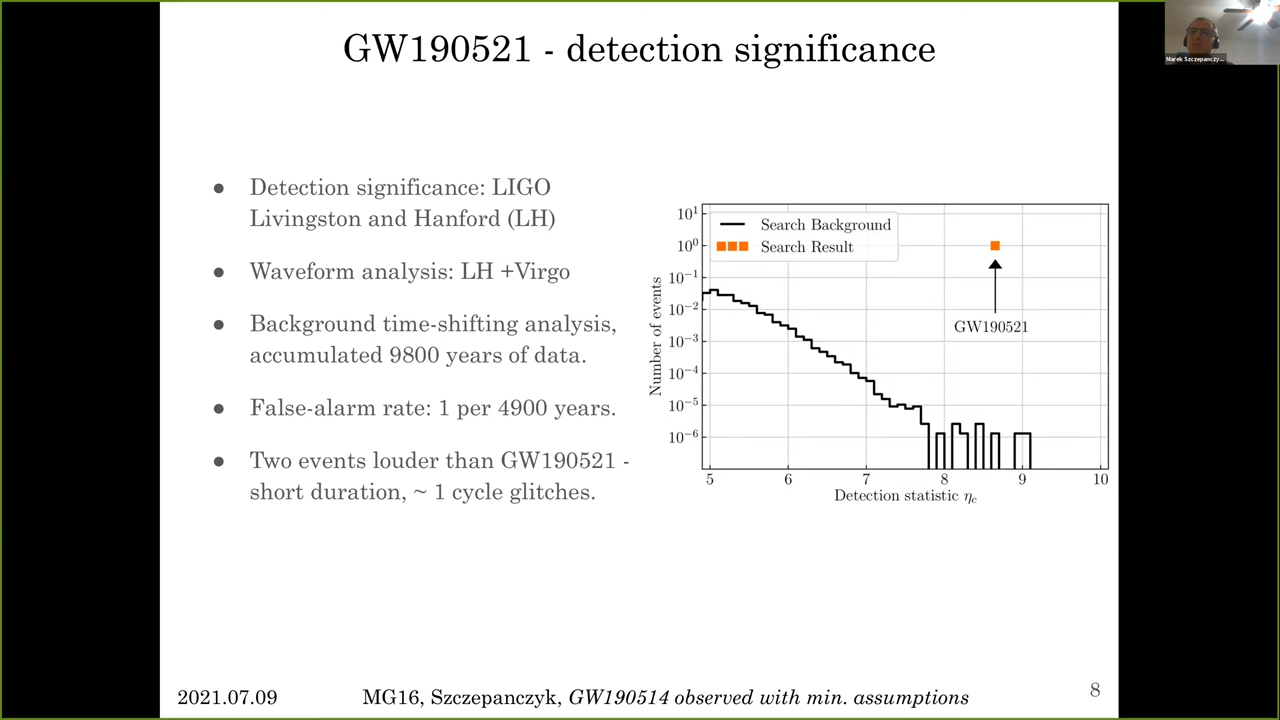 GW190521 - detection significance
Marek Szczepanczy...
● Detection significance: LIGO
Livingston and Hanford (LH)
● Waveform analysis: LH +Virgo
● Background time-shifting analysis,
accumulated 9800 years of data.
● False-alarm rate: 1 per 4900 years.
● Two events louder than GW190521 -
short duration, ~ 1 cycle glitches.
Search Background
Search Result
GW190521
Number of events
10¹
10⁰
10⁻¹
10⁻²
10⁻³
10⁻⁴
10⁻⁵
10⁻⁶
5 6 7 8 9 10
Detection statistic η_c
2021.07.09
MG16, Szczepanczyk, GW190514 observed with min. assumptions
8